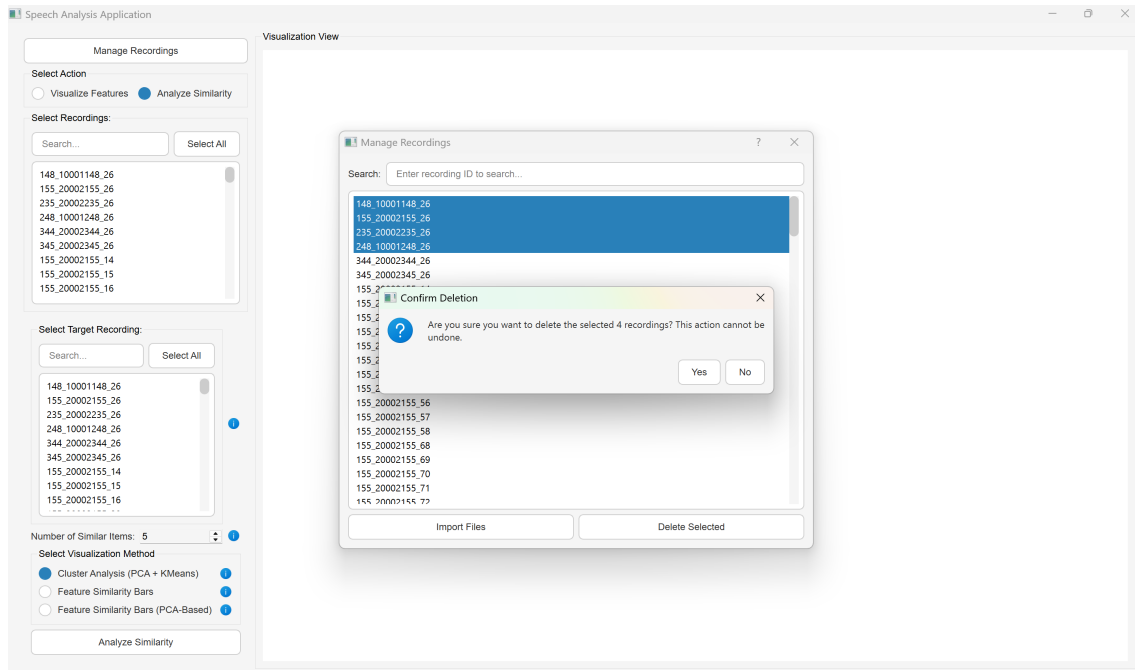 Speech Analysis Application
Manage Recordings
Select Action
Visualize Features
Analyze Similarity
Select Recordings:
Search...
Select All
148_10001148_26
155_20002155_26
235_20002235_26
248_10001248_26
344_20002344_26
345_20002345_26
155_20002155_14
155_20002155_15
155_20002155_16
Select Target Recording:
Search...
Select All
148_10001148_26
155_20002155_26
235_20002235_26
248_10001248_26
344_20002344_26
345_20002345_26
155_20002155_14
155_20002155_15
155_20002155_16
Number of Similar Items: 5
Select Visualization Method
Cluster Analysis (PCA + KMeans)
Feature Similarity Bars
Feature Similarity Bars (PCA-Based)
Analyze Similarity
Visualization View
Manage Recordings
Search:
Enter recording ID to search...
148_10001148_26
155_20002155_26
235_20002235_26
248_10001248_26
344_20002344_26
345_20002345_26
Confirm Deletion
Are you sure you want to delete the selected 4 recordings? This action cannot be
undone.
Yes
No
155_20002155_56
155_20002155_57
155_20002155_58
155_20002155_68
155_20002155_69
155_20002155_70
155_20002155_71
155_20002155_72
Import Files
Delete Selected